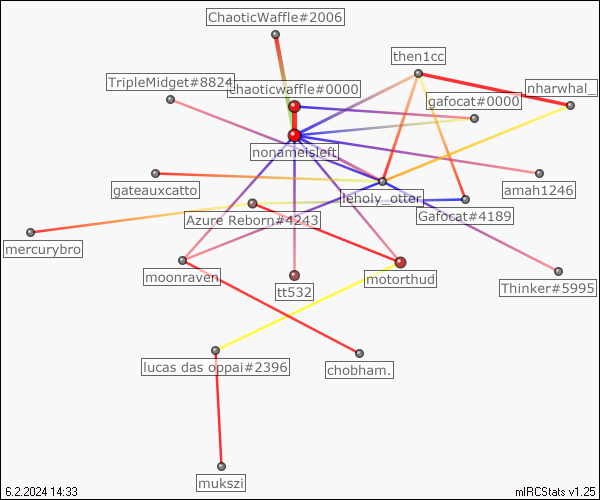 ChaoticWaffle#2006
then1cc
TripleMidget#8824
chaoticwaffle#0000
nharwhal_
gafocat#0000
nonameisleft
gateauxcatto
leholy_otter
amah1246
Azure Reborn#4243
Gafocat#4189
mercurybro
moonraven
tt532
motorthud
Thinker#5995
lucas das oppai#2396
chobham.
mukszi
6.2.2024 14:33
mIRCStats v1.25